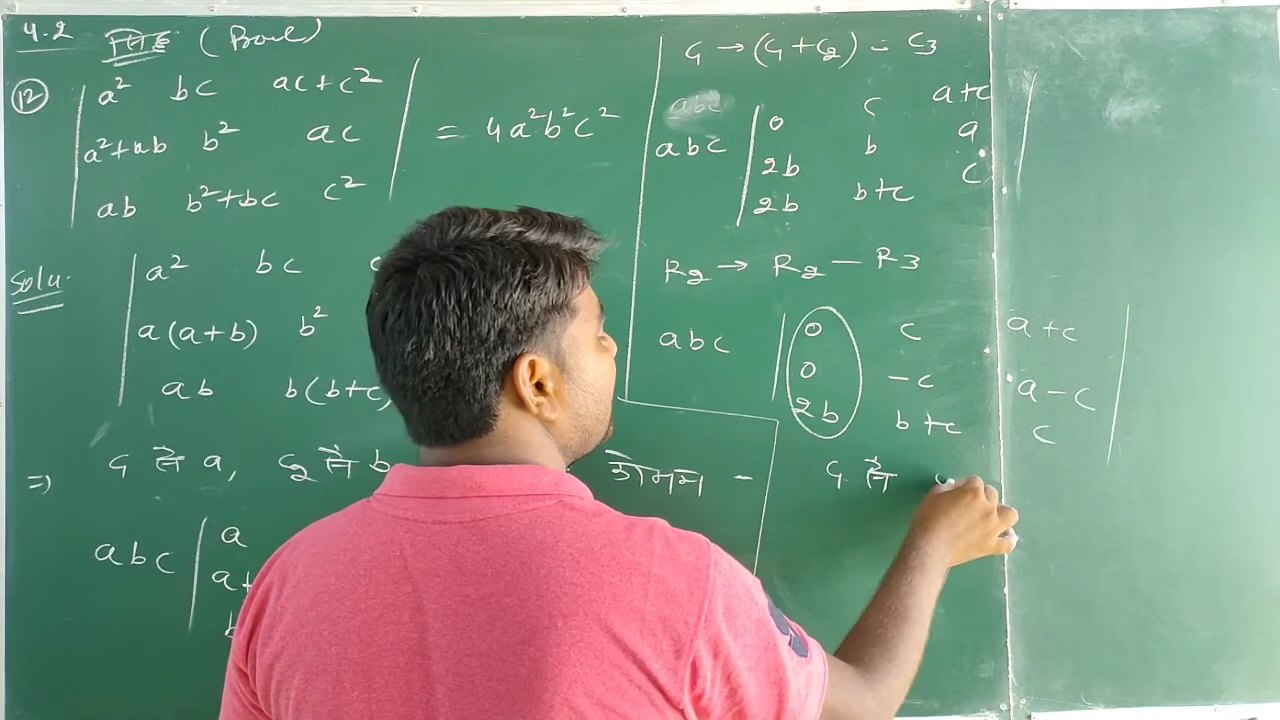 4.2 सिद्ध (Prove)
⑫ | a² bc ac+c² |
| a²+ab b² ac | = 4a²b²c²
| ab b²+bc c² |
Solu.
| a² bc
| a(a+b) b²
| ab b(b+c)
⇒ C₁ से a, C₂ से b कॉमन -
abc | a
a+
b
C₁ → (C₁+C₂) - C₃
abc
abc | 0 c a+c |
| 2b b a |
| 2b b+c c |
R₂ → R₂ - R₃
abc | 0 c a+c |
| 0 -c a-c |
| 2b b+c c |
C₁ से